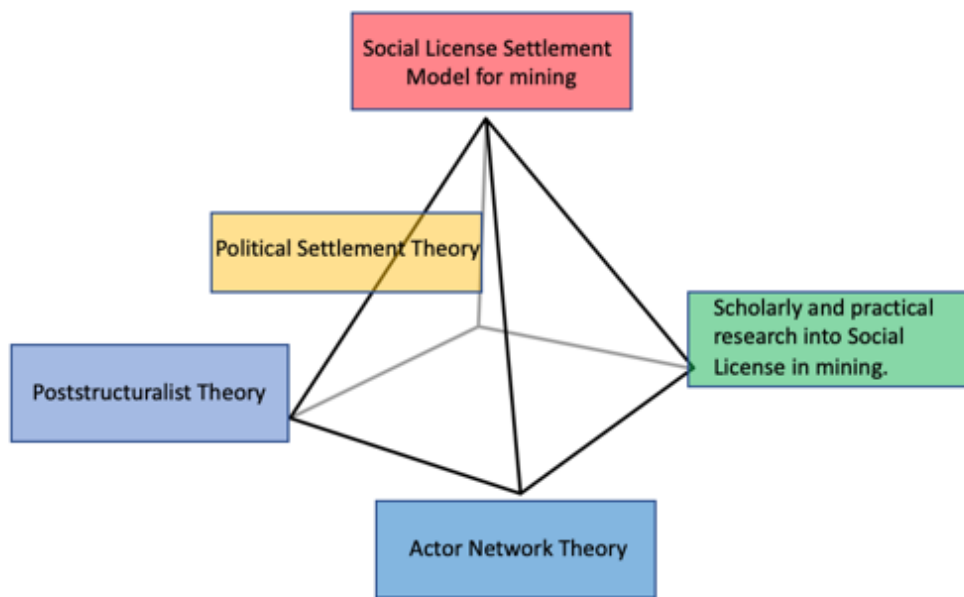 Social License Settlement
Model for mining
Political Settlement Theory
Scholarly and practical
research into Social
License in mining.
Poststructuralist Theory
Actor Network Theory